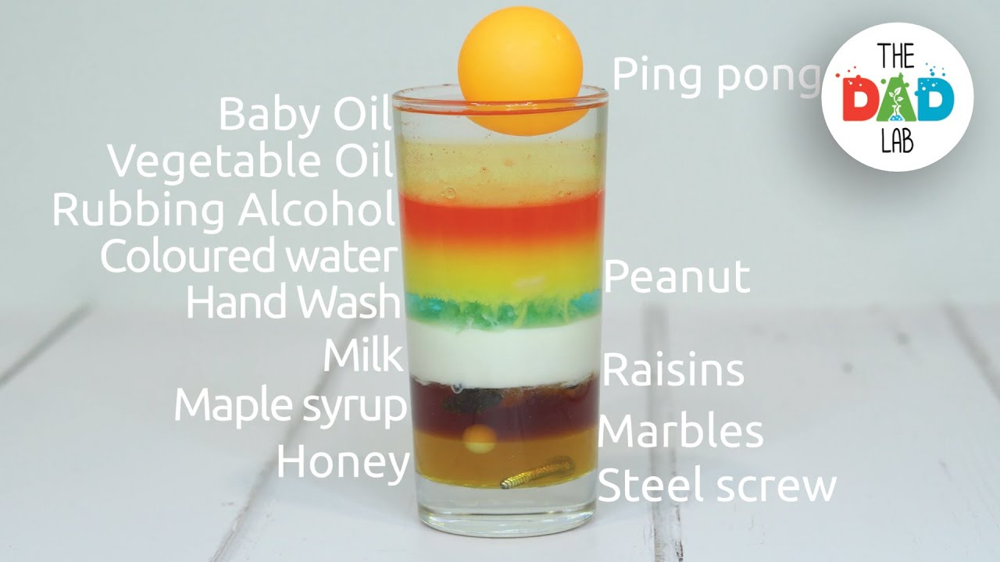 Baby Oil
Vegetable Oil
Rubbing Alcohol
Coloured water
Hand Wash
Milk
Maple syrup
Honey
Ping pong
Peanut
Raisins
Marbles
Steel screw
THE
DAD
LAB